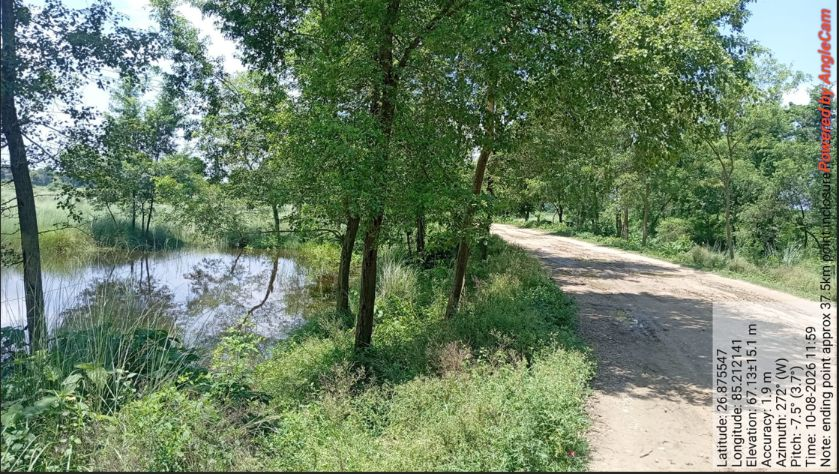 Latitude: 26.875547
Longitude: 85.212141
Elevation: 67.13±15.1 m
Accuracy: 1.9 m
Azimuth: 272° (W)
Pitch: -7.5° (3.7°)
Time: 10-08-2026 11:59
Note: ending point approx 37.5km point
Powered by AngleCam